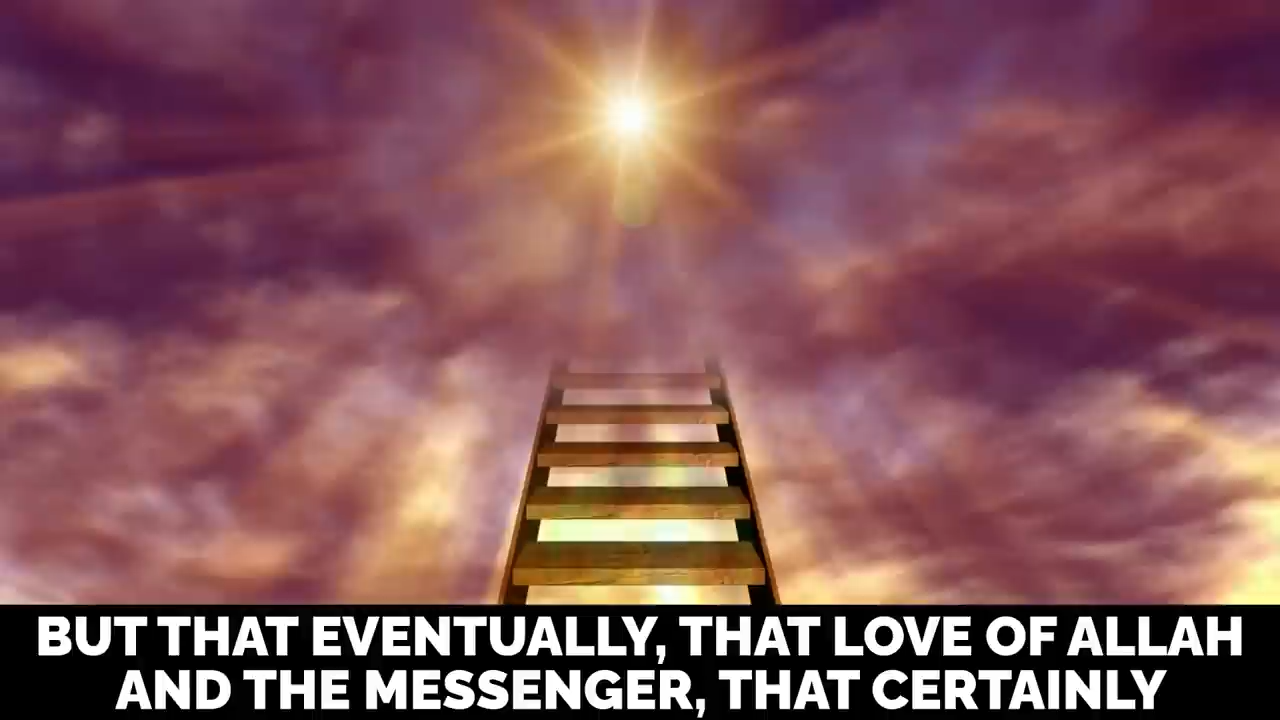 BUT THAT EVENTUALLY, THAT LOVE OF ALLAH
AND THE MESSENGER, THAT CERTAINLY